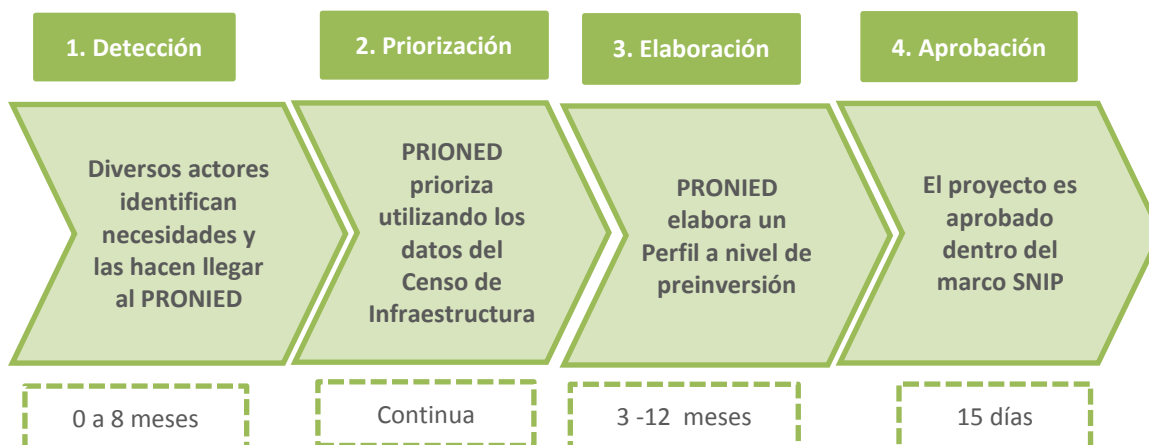 1. Detección
2. Priorización
3. Elaboración
4. Aprobación
Diversos actores
identifican
necesidades y
las hacen llegar
al PRONIED
PRIONED
prioriza
utilizando los
datos del
Censo de
Infraestructura
PRONIED
elabora un
Perfil a nivel de
preinversión
El proyecto es
aprobado
dentro del
marco SNIP
0 a 8 meses
Continua
3 -12 meses
15 días